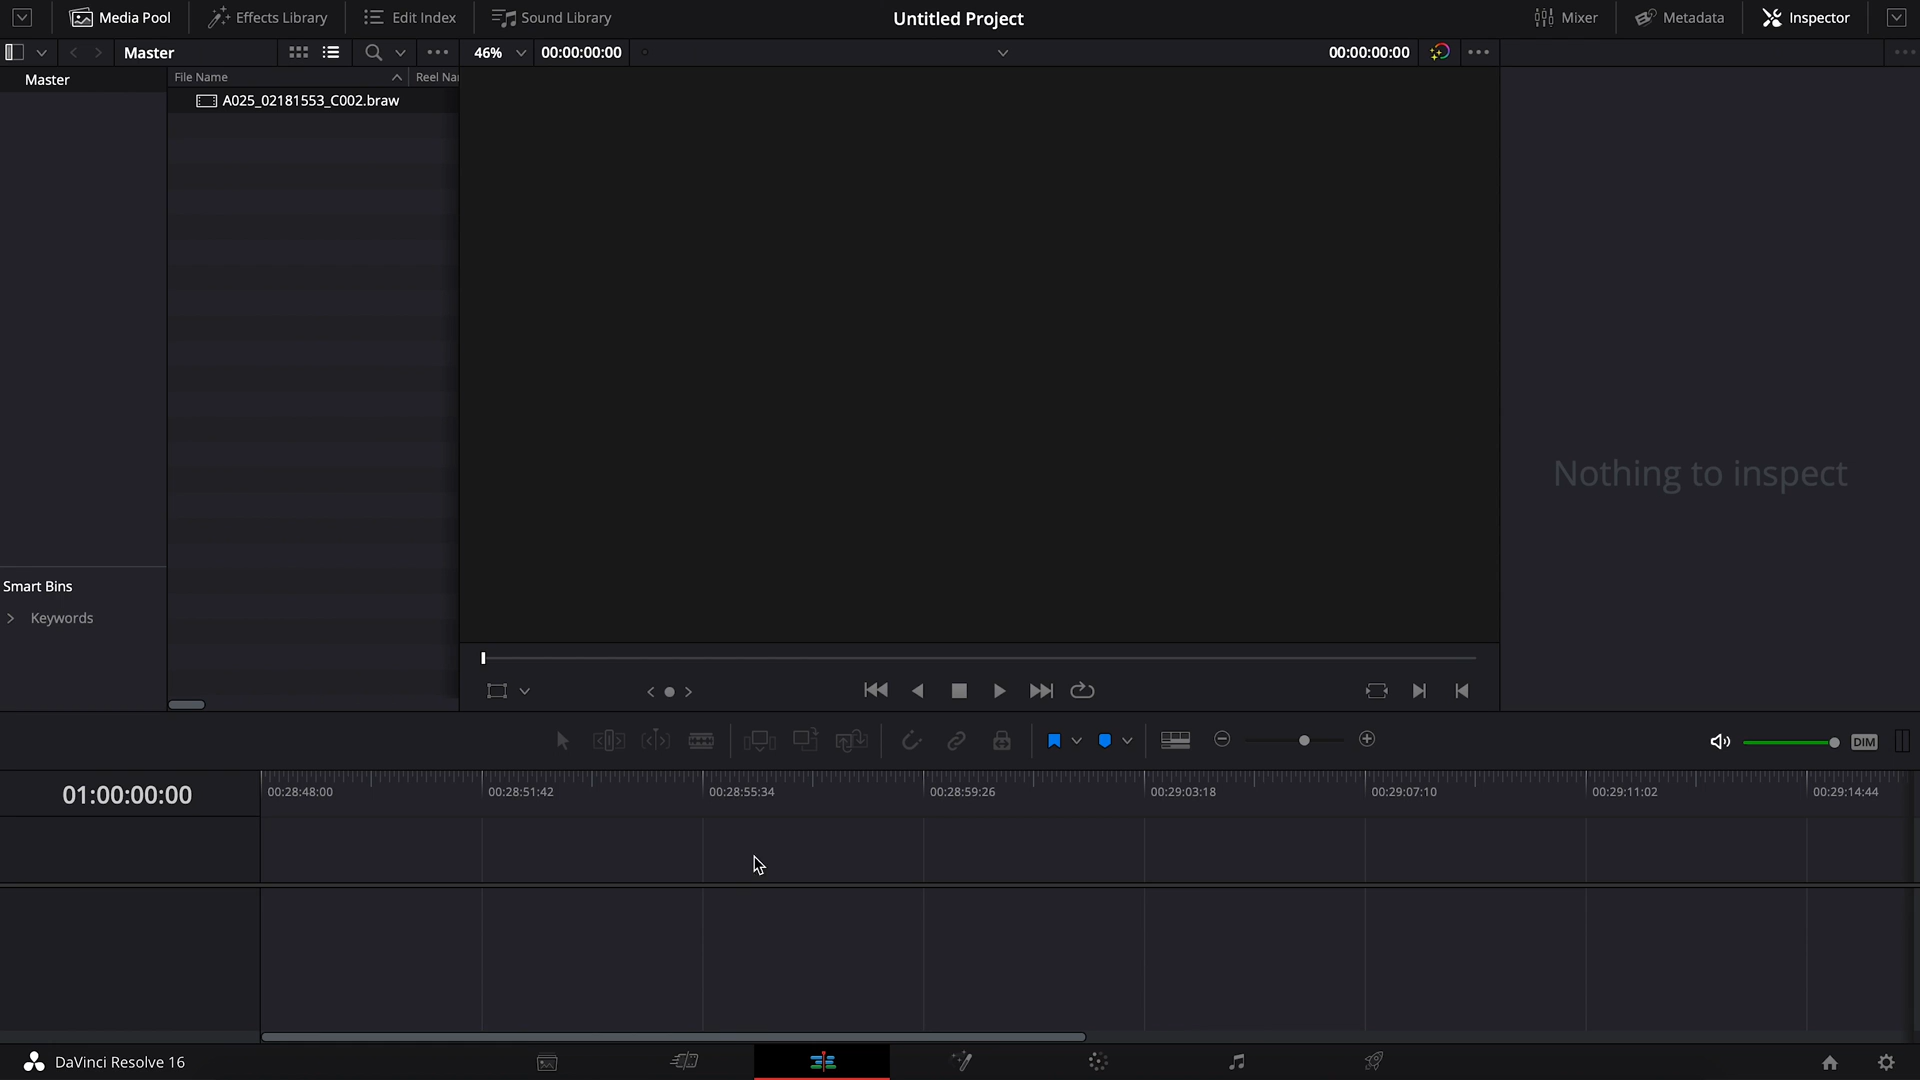 Media Pool
Effects Library
Edit Index
Sound Library
Untitled Project
Mixer
Metadata
Inspector
Master
46%
00:00:00:00
00:00:00:00
Master
File Name
Reel Nar
A025_02181553_C002.braw
Nothing to inspect
Smart Bins
Keywords
DIM
01:00:00:00
00:28:48:00
00:28:51:42
00:28:55:34
00:28:59:26
00:29:03:18
00:29:07:10
00:29:11:02
00:29:14:44
DaVinci Resolve 16